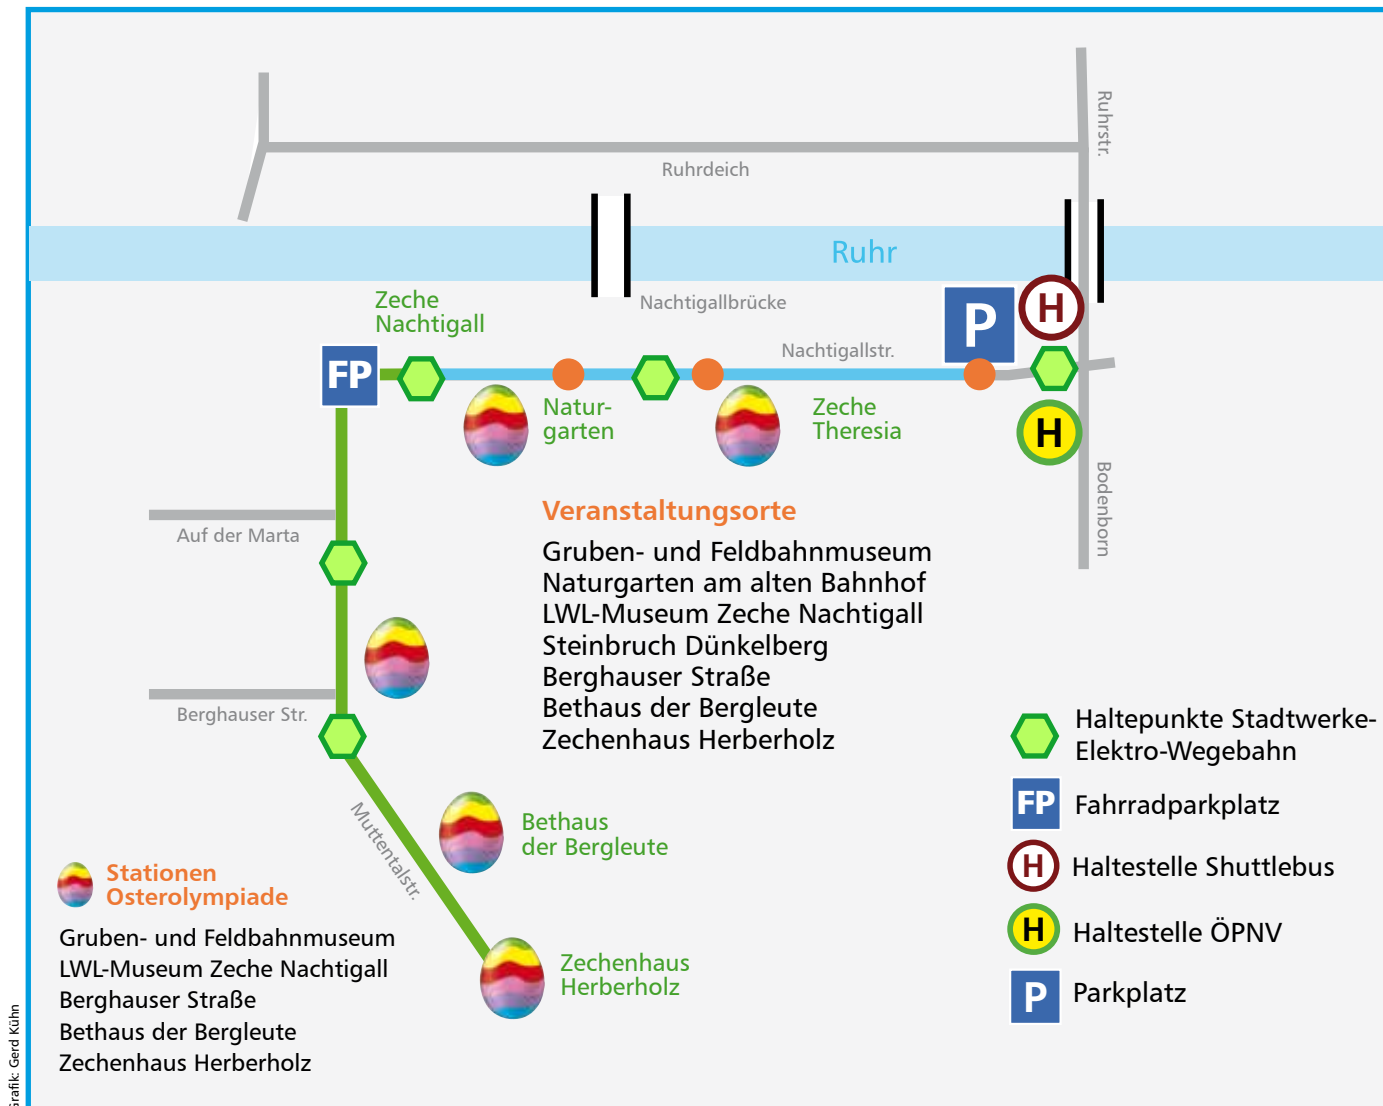 Ruhrstr.
Ruhrdeich
Ruhr
Nachtigallbrücke
Zeche
Nachtigall
Nachtigallstr.
P
H
FP
Natur-
garten
Zeche
Theresia
H
Bodenborn
Auf der Marta
Berghauser Str.
Muttentalstr.
Bethaus
der Bergleute
Zechenhaus
Herberholz
Veranstaltungsorte
Gruben- und Feldbahnmuseum
Naturgarten am alten Bahnhof
LWL-Museum Zeche Nachtigall
Steinbruch Dünkelberg
Berghauser Straße
Bethaus der Bergleute
Zechenhaus Herberholz
Stationen
Osterolympiade
Gruben- und Feldbahnmuseum
LWL-Museum Zeche Nachtigall
Berghauser Straße
Bethaus der Bergleute
Zechenhaus Herberholz
Haltepunkte Stadtwerke-
Elektro-Wegebahn
FP Fahrradparkplatz
H Haltestelle Shuttlebus
H Haltestelle ÖPNV
P Parkplatz
Grafik: Gerd Kühn